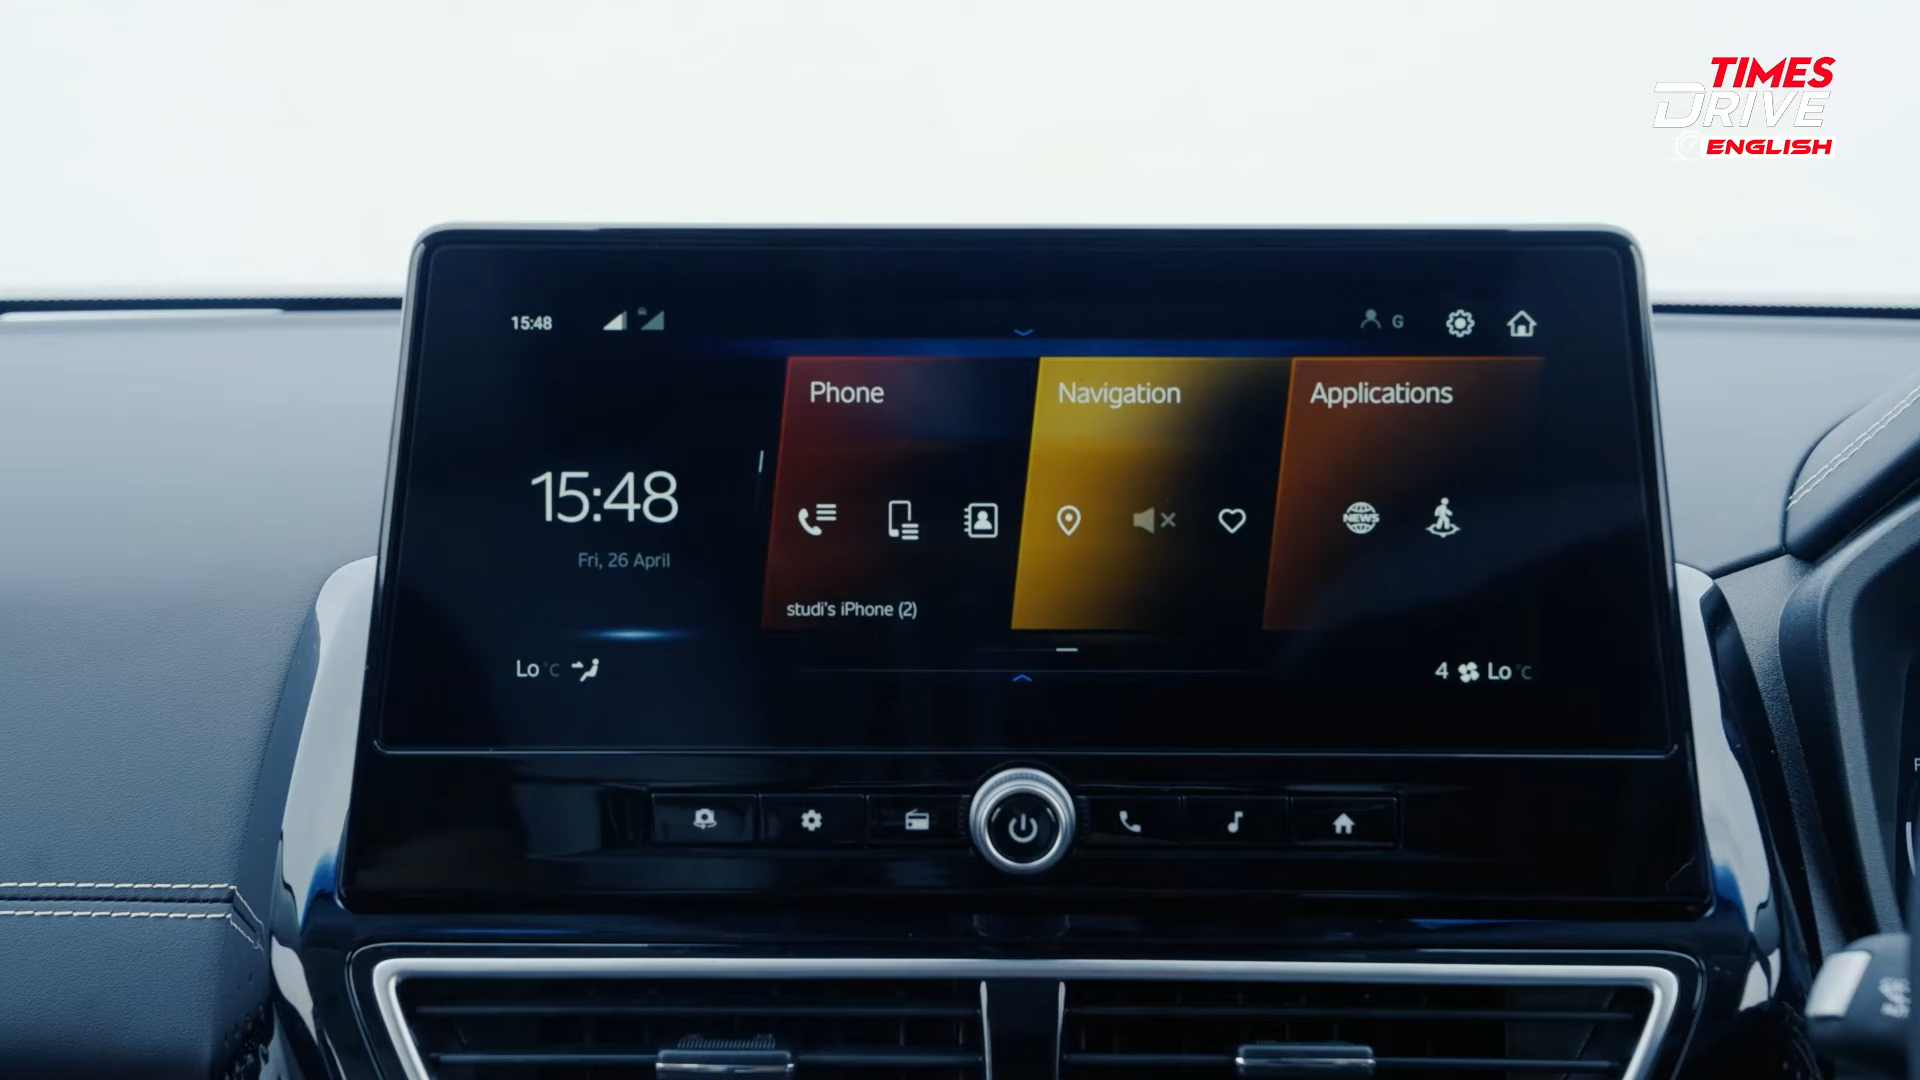 TIMES
DRIVE
ENGLISH
15:48
G
Phone
Navigation
Applications
15:48
Fri, 26 April
NEWS
studi's iPhone (2)
Lo °C
4 Lo °C